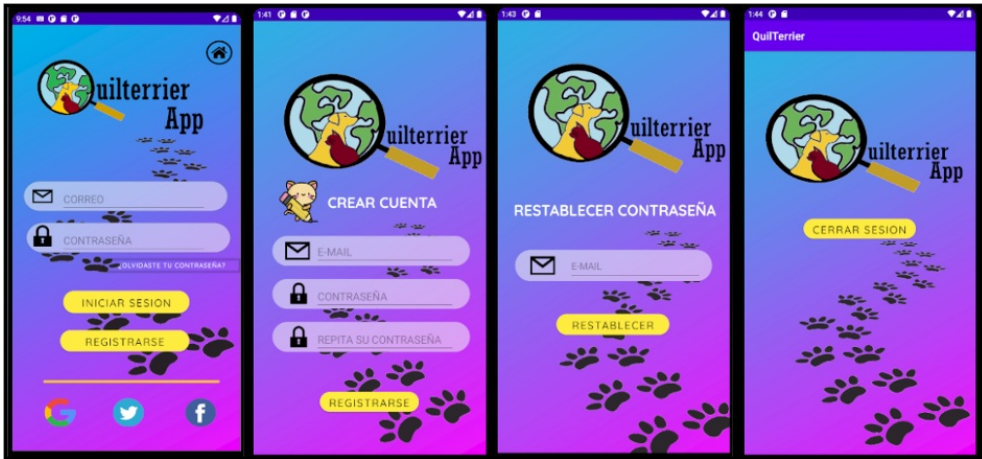 9:54
uilterrier
App
CORREO
CONTRASEÑA
¿OLVIDASTE TU CONTRASEÑA?
INICIAR SESION
REGISTRARSE
1:41
uilterrier
App
CREAR CUENTA
E-MAIL
CONTRASEÑA
REPITA SU CONTRASEÑA
REGISTRARSE
1:43
uilterrier
App
RESTABLECER CONTRASEÑA
E-MAIL
RESTABLECER
1:44
QuilTerrier
uilterrier
App
CERRAR SESION